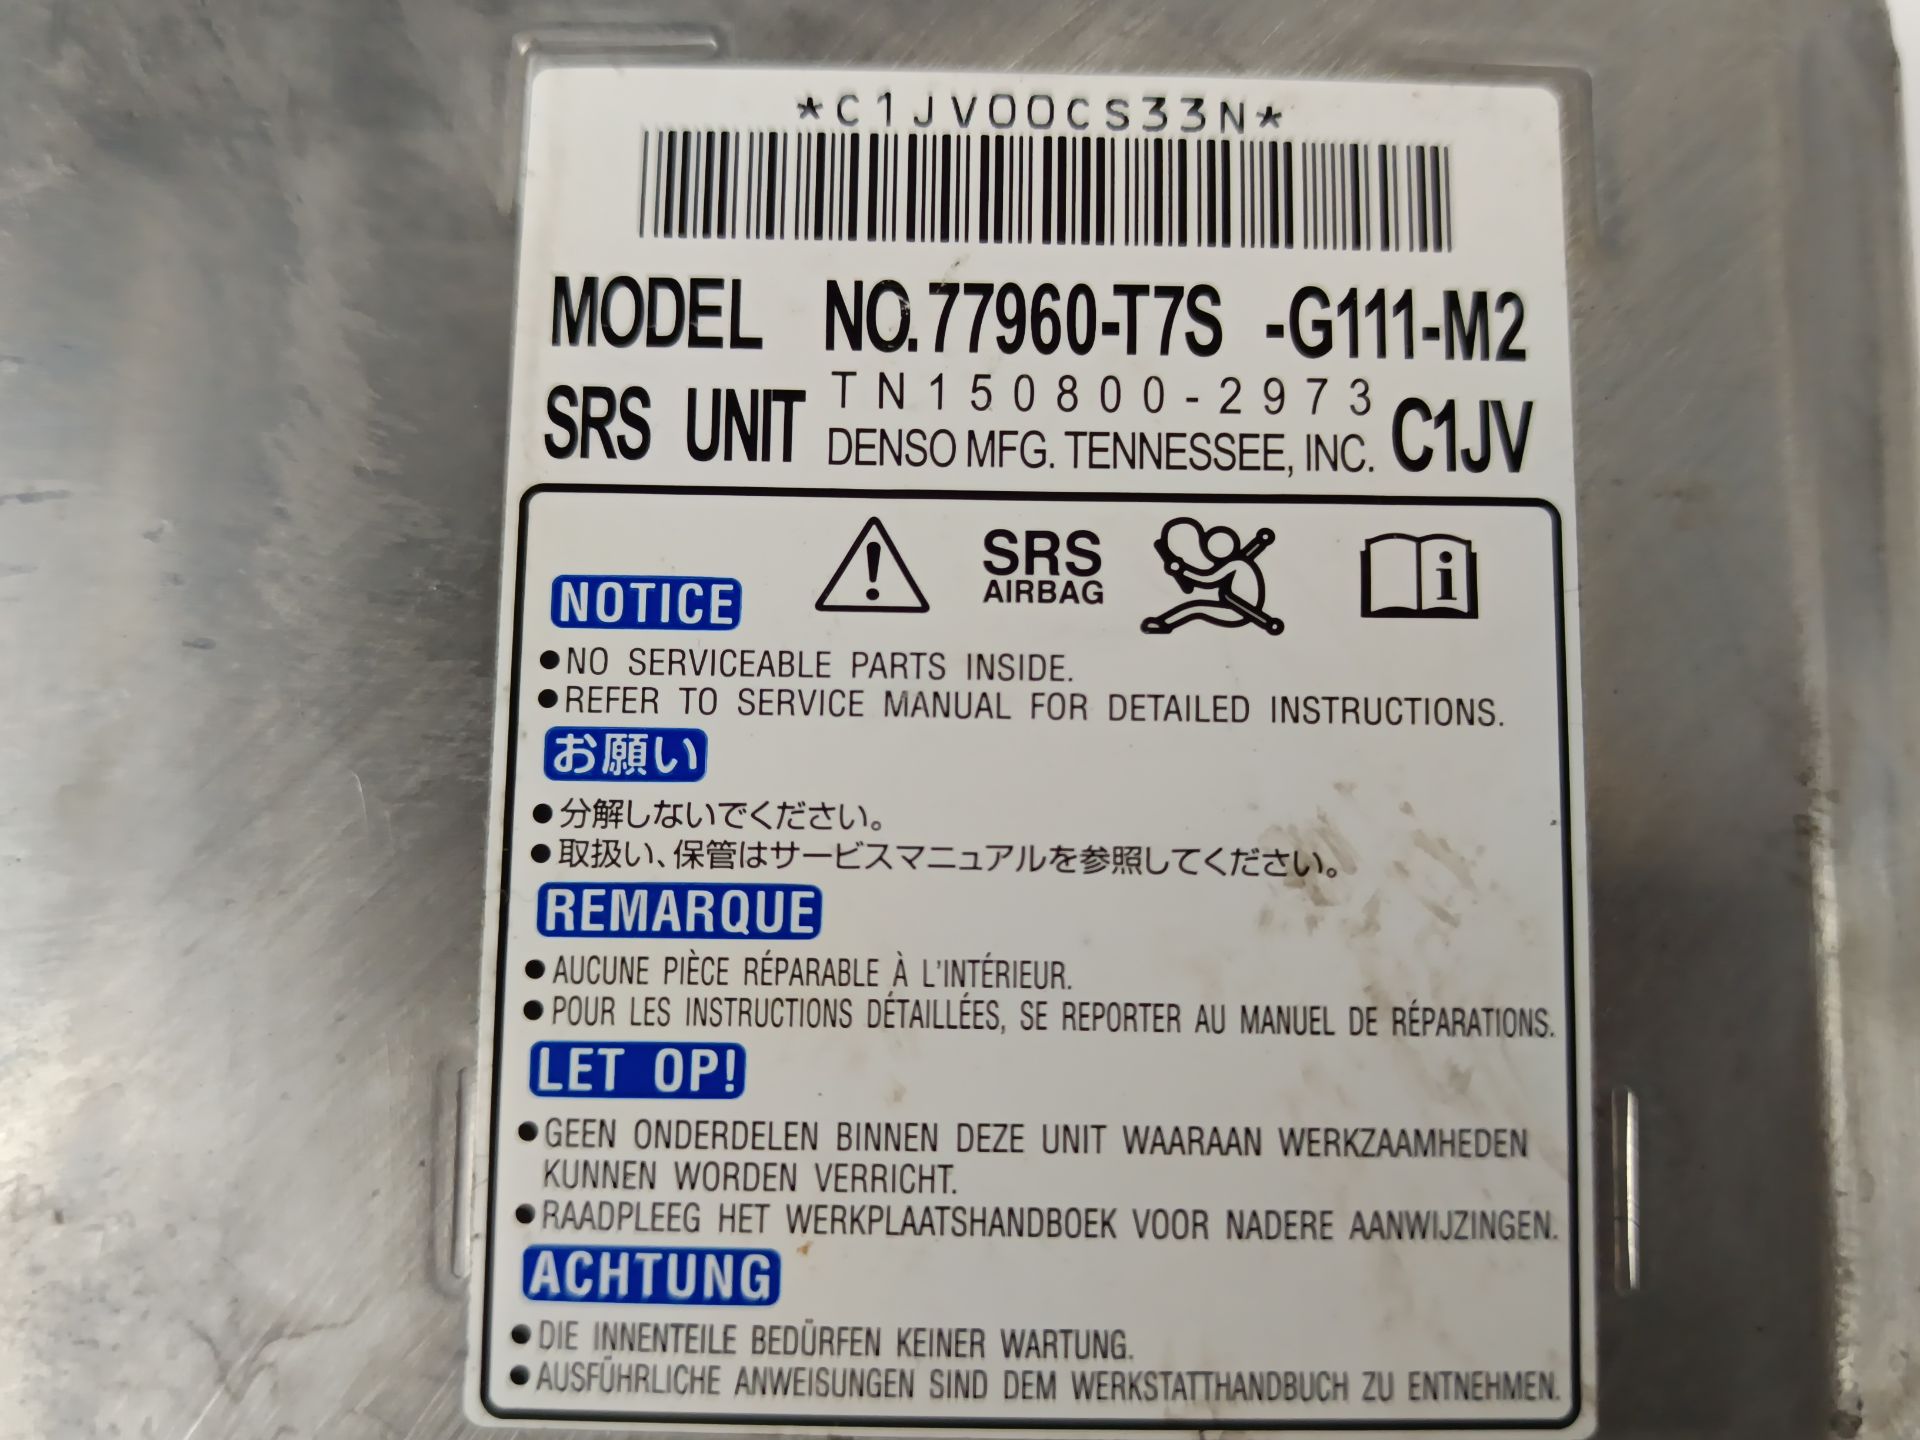 *C1JV00CS33N*
MODEL NO.77960-T7S -G111-M2
SRS UNIT TN150800-2973 C1JV
DENSO MFG. TENNESSEE, INC.
SRS
AIRBAG
NOTICE
●NO SERVICEABLE PARTS INSIDE.
●REFER TO SERVICE MANUAL FOR DETAILED INSTRUCTIONS.
お願い
●分解しないでください。
●取扱い、保管はサービスマニュアルを参照してください。
REMARQUE
●AUCUNE PIÈCE RÉPARABLE À L'INTÉRIEUR.
●POUR LES INSTRUCTIONS DÉTAILLÉES, SE REPORTER AU MANUEL DE RÉPARATIONS.
LET OP!
●GEEN ONDERDELEN BINNEN DEZE UNIT WAARAAN WERKZAAMHEDEN
KUNNEN WORDEN VERRICHT.
●RAADPLEEG HET WERKPLAATSHANDBOEK VOOR NADERE AANWIJZINGEN.
ACHTUNG
●DIE INNENTEILE BEDÜRFEN KEINER WARTUNG.
●AUSFÜHRLICHE ANWEISUNGEN SIND DEM WERKSTATTHANDBUCH ZU ENTNEHMEN.